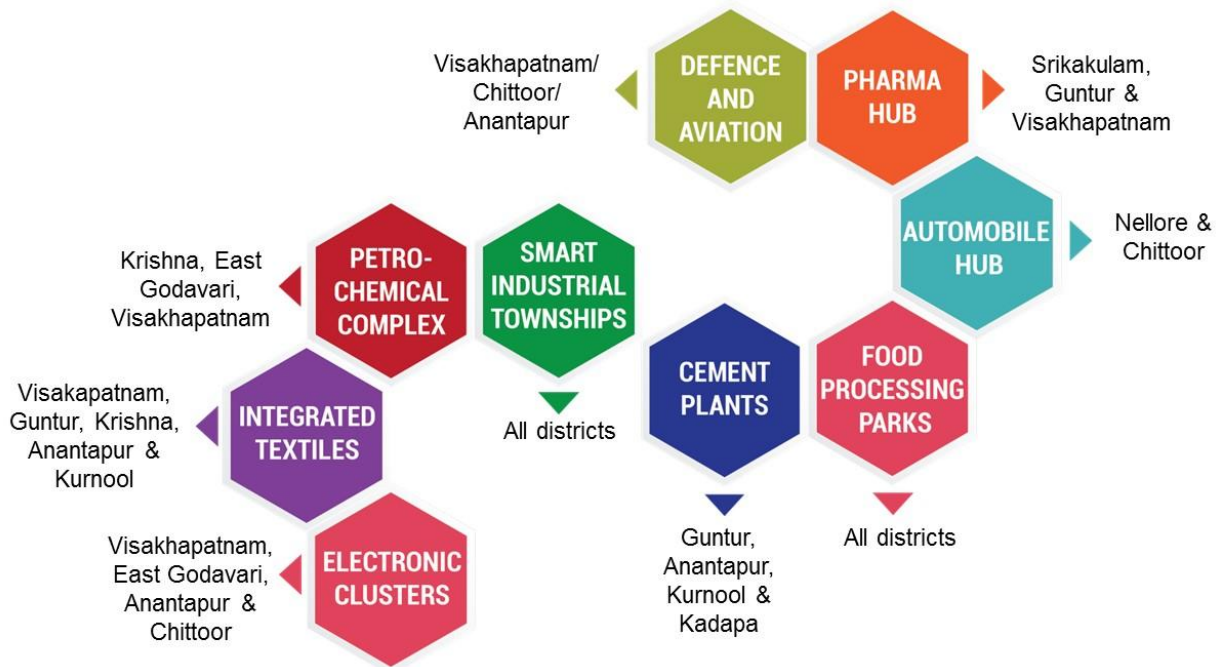 Visakhapatnam/
Chittoor/
Anantapur
DEFENCE
AND
AVIATION
PHARMA
HUB
Srikakulam,
Guntur &
Visakhapatnam
AUTOMOBILE
HUB
Nellore &
Chittoor
Krishna, East
Godavari,
Visakhapatnam
PETRO-
CHEMICAL
COMPLEX
SMART
INDUSTRIAL
TOWNSHIPS
All districts
CEMENT
PLANTS
Guntur,
Anantapur,
Kurnool &
Kadapa
FOOD
PROCESSING
PARKS
All districts
Visakapatnam,
Guntur, Krishna,
Anantapur &
Kurnool
INTEGRATED
TEXTILES
Visakhapatnam,
East Godavari,
Anantapur &
Chittoor
ELECTRONIC
CLUSTERS